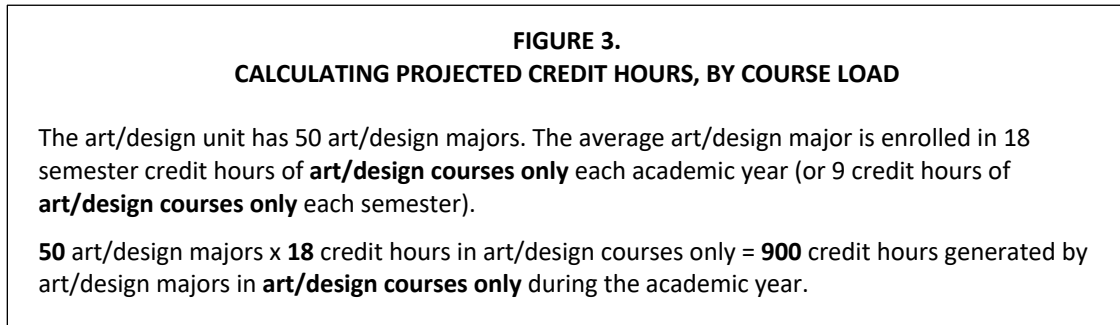 FIGURE 3.
CALCULATING PROJECTED CREDIT HOURS, BY COURSE LOAD
The art/design unit has 50 art/design majors. The average art/design major is enrolled in 18
semester credit hours of art/design courses only each academic year (or 9 credit hours of
art/design courses only each semester).
50 art/design majors x 18 credit hours in art/design courses only = 900 credit hours generated by
art/design majors in art/design courses only during the academic year.